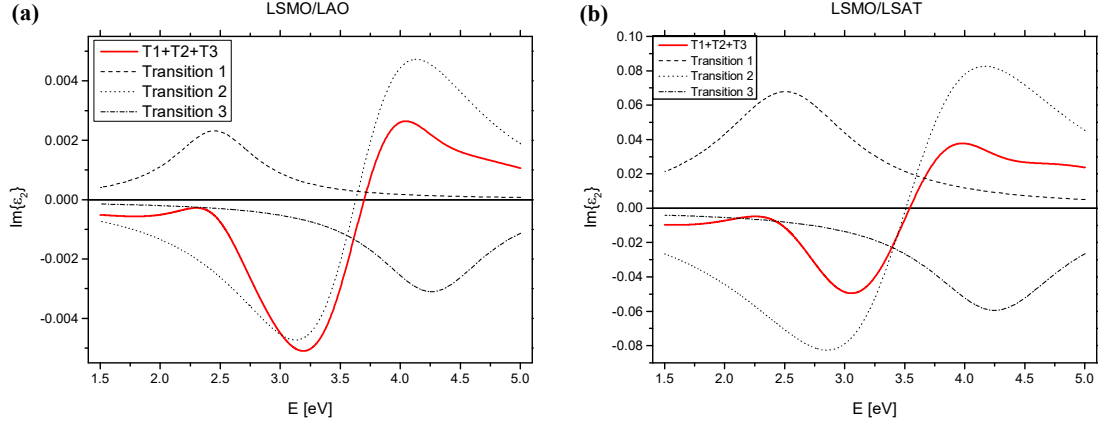 (a)
LSMO/LAO
T1+T2+T3
Transition 1
Transition 2
Transition 3
0.004
0.002
0.000
-0.002
-0.004
Im{ε₂}
1.5 2.0 2.5 3.0 3.5 4.0 4.5 5.0
E [eV]
(b)
LSMO/LSAT
T1+T2+T3
Transition 1
Transition 2
Transition 3
0.10
0.08
0.06
0.04
0.02
0.00
-0.02
-0.04
-0.06
-0.08
Im{ε₂}
1.5 2.0 2.5 3.0 3.5 4.0 4.5 5.0
E [eV]